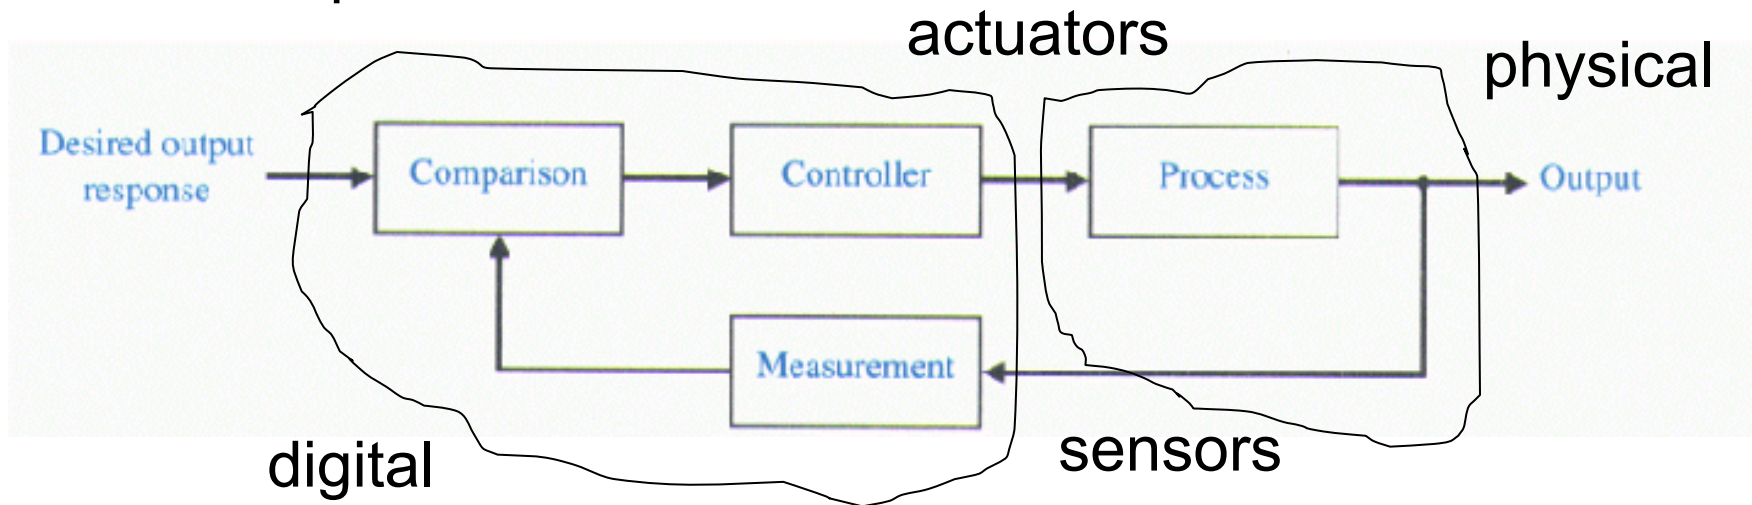 actuators
physical
Desired output
response
Comparison
Controller
Process
Output
Measurement
digital
sensors